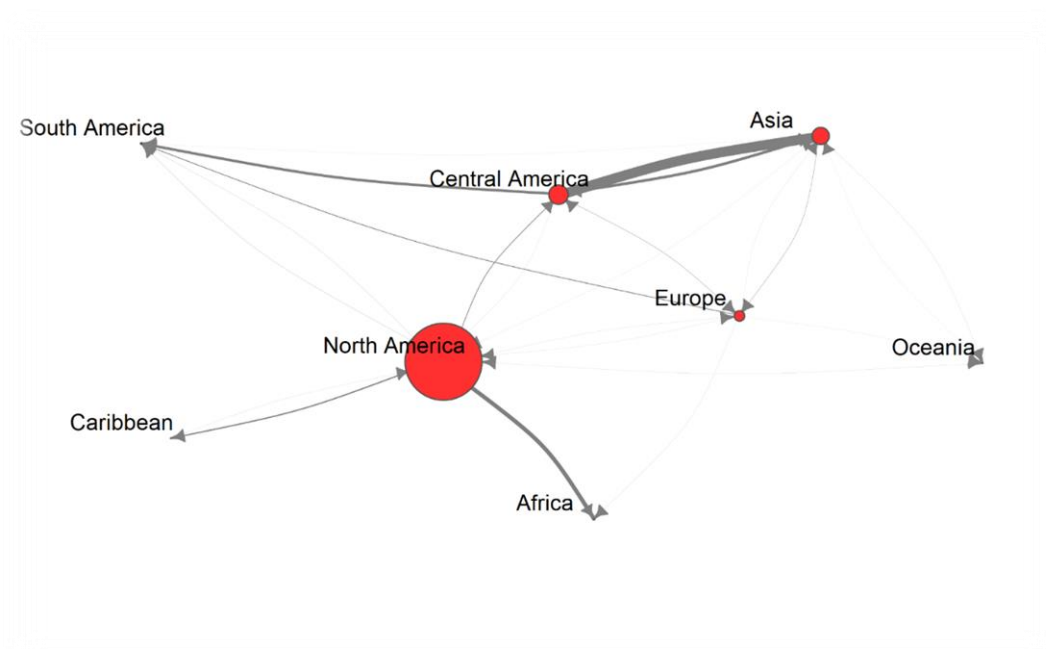 Asia
South America
Central America
Europe
North America
Oceania
Caribbean
Africa